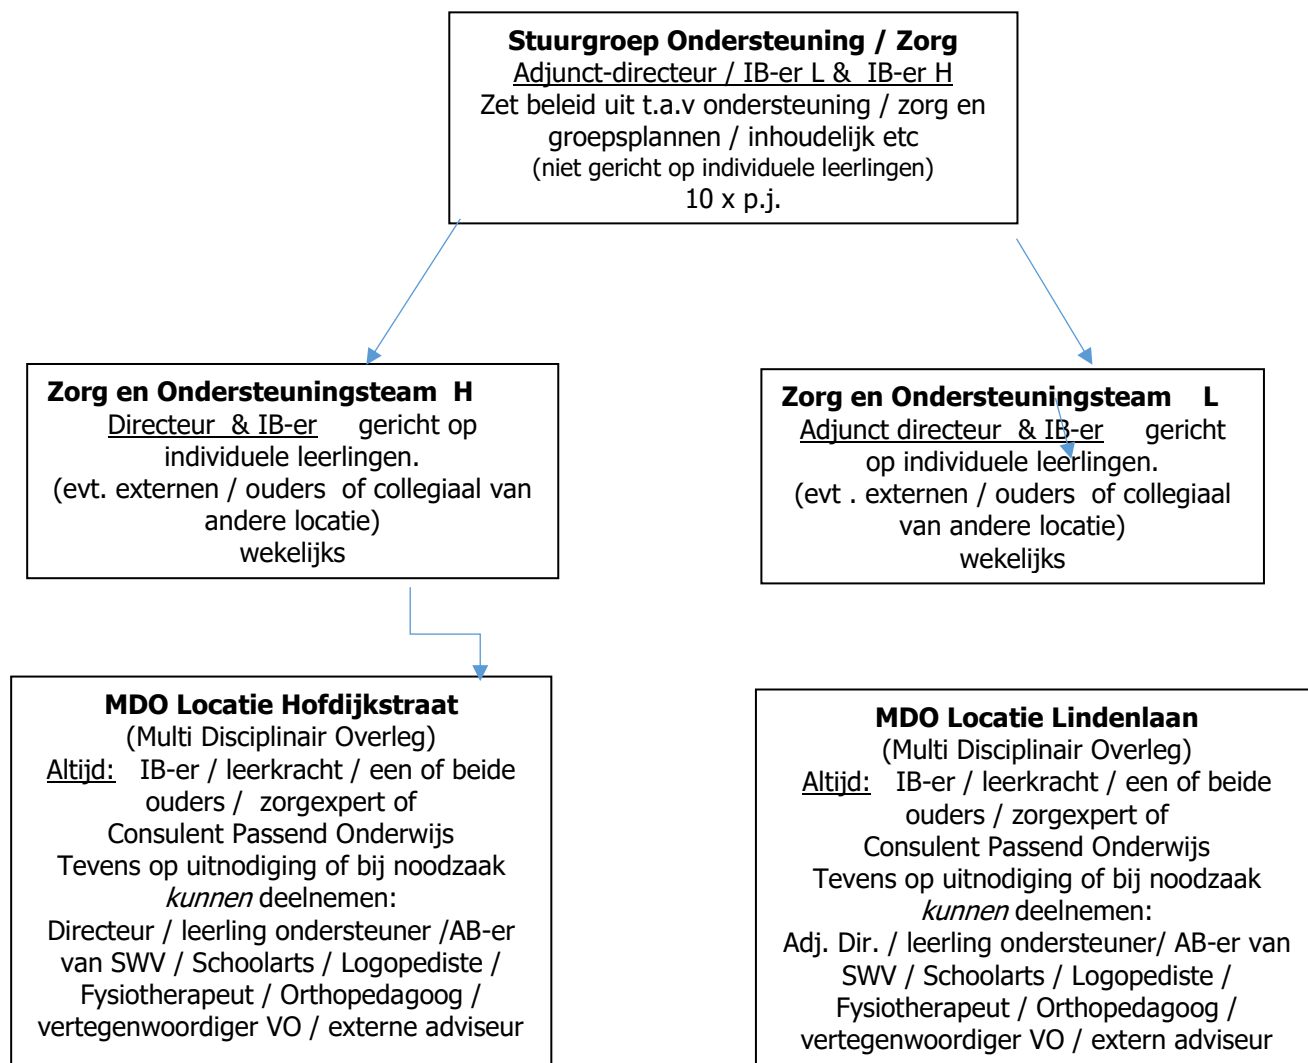 Stuurgroep Ondersteuning / Zorg
Adjunct-directeur / IB-er L & IB-er H
Zet beleid uit t.a.v ondersteuning / zorg en
groepsplannen / inhoudelijk etc
(niet gericht op individuele leerlingen)
10 x p.j.
Zorg en Ondersteuningsteam H
Directeur & IB-er gericht op
individuele leerlingen.
(evt. externen / ouders of collegiaal van
andere locatie)
wekelijks
Zorg en Ondersteuningsteam L
Adjunct directeur & IB-er gericht
op individuele leerlingen.
(evt . externen / ouders of collegiaal
van andere locatie)
wekelijks
MDO Locatie Hofdijkstraat
(Multi Disciplinair Overleg)
Altijd: IB-er / leerkracht / een of beide
ouders / zorgexpert of
Consulent Passend Onderwijs
Tevens op uitnodiging of bij noodzaak
kunnen deelnemen:
Directeur / leerling ondersteuner /AB-er
van SWV / Schoolarts / Logopediste /
Fysiotherapeut / Orthopedagoog /
vertegenwoordiger VO / externe adviseur
MDO Locatie Lindenlaan
(Multi Disciplinair Overleg)
Altijd: IB-er / leerkracht / een of beide
ouders / zorgexpert of
Consulent Passend Onderwijs
Tevens op uitnodiging of bij noodzaak
kunnen deelnemen:
Adj. Dir. / leerling ondersteuner/ AB-er van
SWV / Schoolarts / Logopediste /
Fysiotherapeut / Orthopedagoog /
vertegenwoordiger VO / extern adviseur